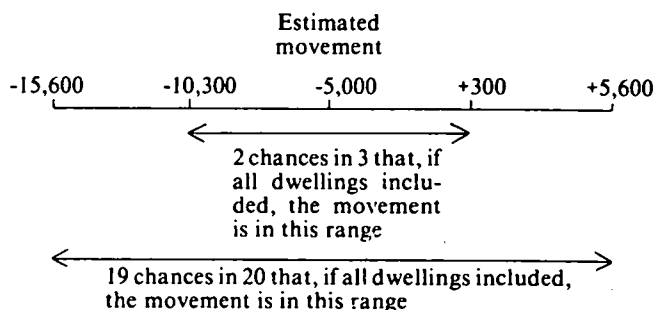 Estimated
movement
-15,600 -10,300 -5,000 +300 +5,600
2 chances in 3 that, if
all dwellings inclu-
ded, the movement
is in this range
19 chances in 20 that, if all dwellings included,
the movement is in this range